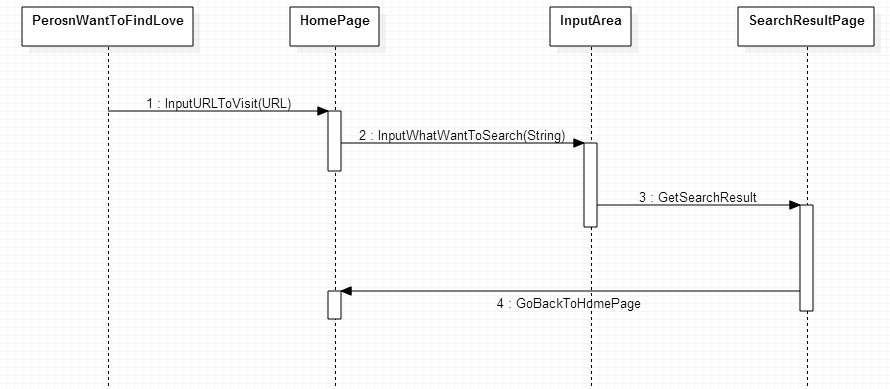 PerosnWantToFindLove
HomePage
InputArea
SearchResultPage
1 : InputURLToVisit(URL)
2 : InputWhatWantToSearch(String)
3 : GetSearchResult
4 : GoBackToHomePage